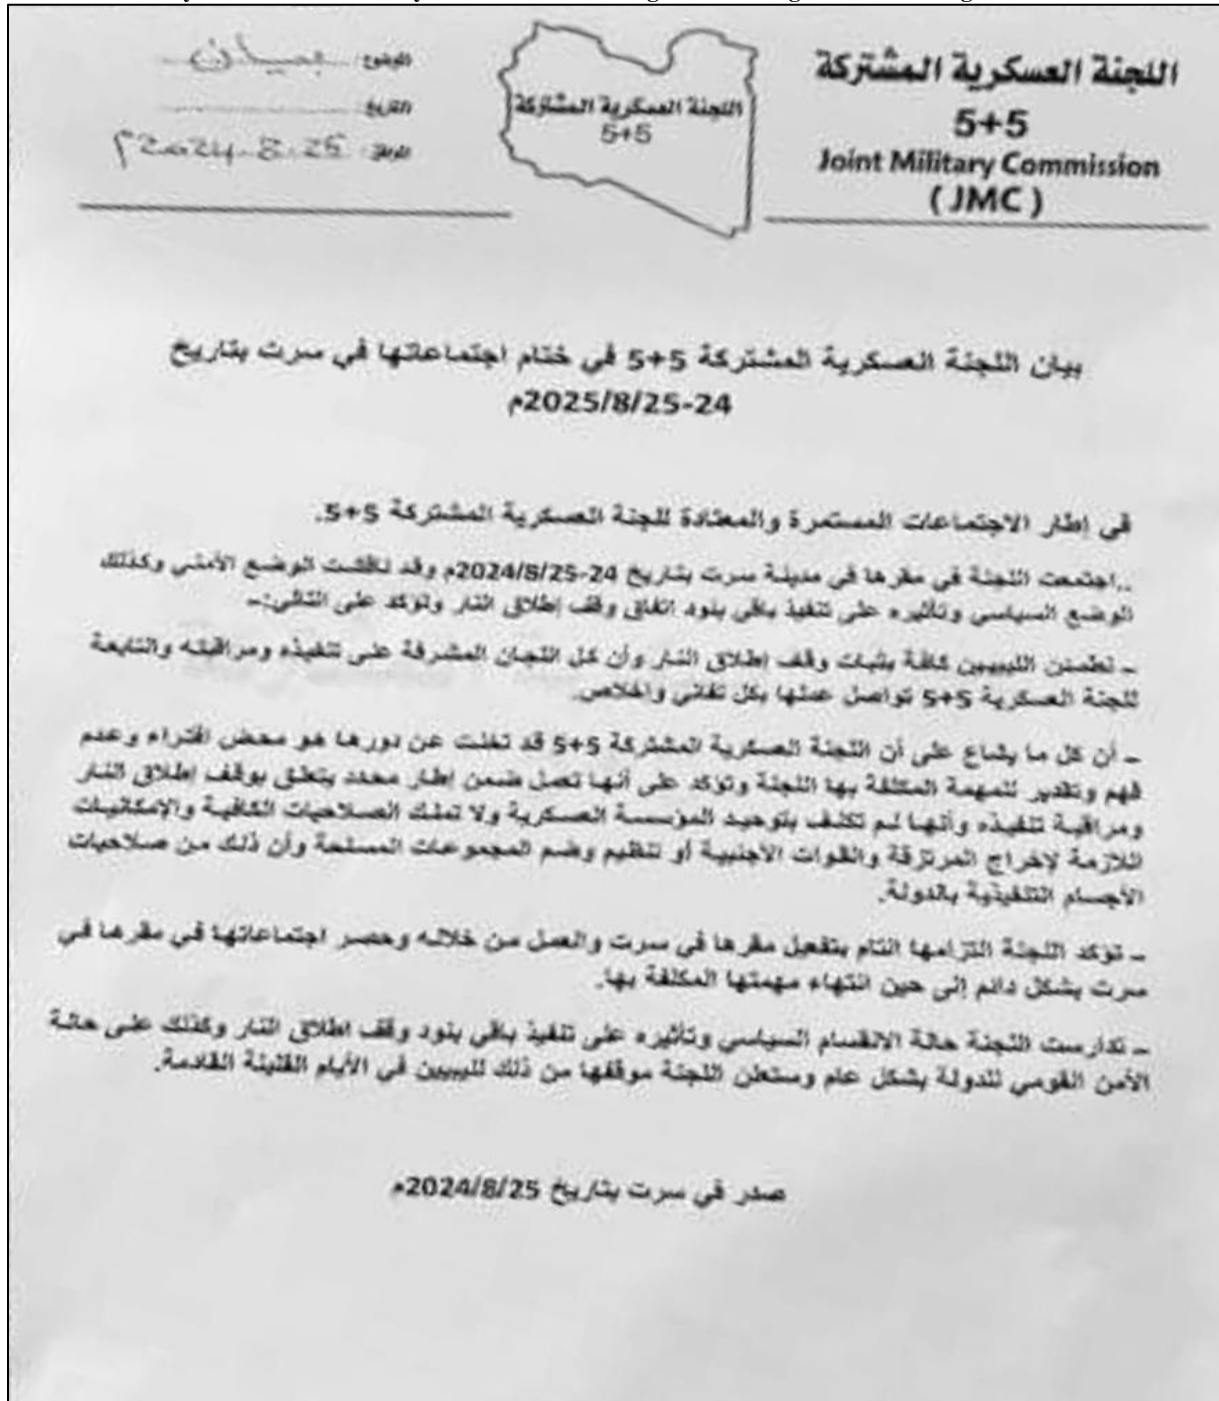 اللجنة العسكرية المشتركة
5+5
Joint Military Commission
( JMC )
اللجنة العسكرية المشتركة
5+5
الموضوع بيان
التاريخ
2024-8-25م
بيان اللجنة العسكرية المشتركة 5+5 في ختام اجتماعاتها في سرت بتاريخ
24-2025/8/25م
في إطار الاجتماعات المستمرة والمعتادة للجنة العسكرية المشتركة 5+5.
..اجتمعت اللجنة في مقرها في مدينة سرت بتاريخ 24-2024/8/25م وقد ناقشت الوضع الأمني وكذلك
الوضع السياسي وتأثيره على تنفيذ باقي بنود اتفاق وقف إطلاق النار وتؤكد على التالي:-
- تطمئن الليبيين كافة بثبات وقف إطلاق النار وأن كل اللجان المشرفة على تنفيذه ومراقبته والتابعة
للجنة العسكرية 5+5 تواصل عملها بكل تفاني وإخلاص.
- أن كل ما يشاع على أن اللجنة العسكرية المشتركة 5+5 قد تخلت عن دورها هو محض افتراء وعدم
فهم وتقدير للمهمة المكلفة بها اللجنة وتؤكد على أنها تعمل ضمن إطار محدد يتعلق بوقف إطلاق النار
ومراقبة تنفيذه وأنها لم تكلف بتوحيد المؤسسة العسكرية ولا تملك الصلاحيات الكافية والإمكانيات
اللازمة لإخراج المرتزقة والقوات الأجنبية أو تنظيم وضم المجموعات المسلحة وأن ذلك من صلاحيات
الأجسام التنفيذية بالدولة.
- تؤكد اللجنة التزامها التام بتفعيل مقرها في سرت والعمل من خلاله وحصر اجتماعاتها في مقرها في
سرت بشكل دائم إلى حين انتهاء مهمتها المكلفة بها.
- تدارست اللجنة حالة الانقسام السياسي وتأثيره على تنفيذ باقي بنود وقف اطلاق النار وكذلك على حالة
الأمن القومي للدولة بشكل عام وستعلن اللجنة موقفها من ذلك لليبيين في الأيام القليلة القادمة.
صدر في سرت بتاريخ 2024/8/25م